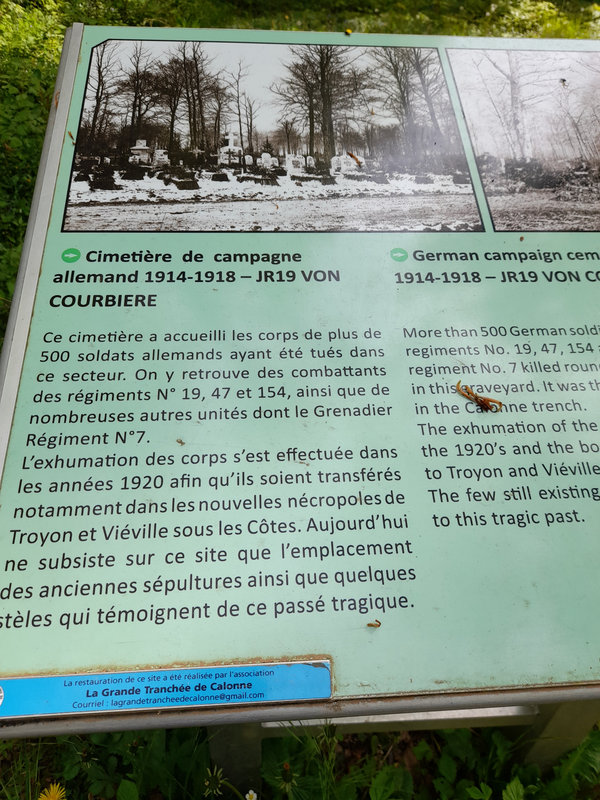 Cimetière de campagne
allemand 1914-1918 – JR19 VON
COURBIERE
Ce cimetière a accueilli les corps de plus de
500 soldats allemands ayant été tués dans
ce secteur. On y retrouve des combattants
des régiments N° 19, 47 et 154, ainsi que de
nombreuses autres unités dont le Grenadier
Régiment N°7.
L'exhumation des corps s'est effectuée dans
les années 1920 afin qu'ils soient transférés
notamment dans les nouvelles nécropoles de
Troyon et Viéville sous les Côtes. Aujourd'hui
ne subsiste sur ce site que l'emplacement
des anciennes sépultures ainsi que quelques
stèles qui témoignent de ce passé tragique.
German campaign cem
1914-1918 – JR19 VON CO
More than 500 German soldi
regiments No. 19, 47, 154
regiment No. 7 killed roun
in this graveyard. It was th
in the Calonne trench.
The exhumation of the
the 1920's and the bo
to Troyon and Viéville
The few still existing
to this tragic past.
La restauration de ce site a été réalisée par l'association
La Grande Tranchée de Calonne
Courriel : lagrandetrancheedecalonne@gmail.com